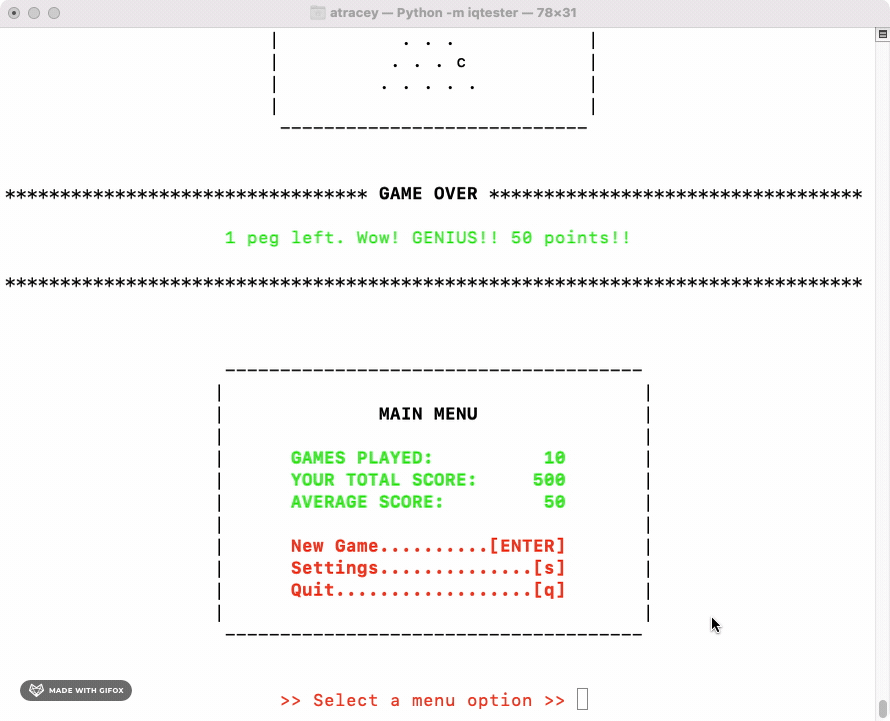 atracey — Python -m iqtester — 78×31
| . . . |
| . . . c |
| . . . . . |
| |
----------------------------
********************************* GAME OVER **********************************
1 peg left. Wow! GENIUS!! 50 points!!
******************************************************************************
--------------------------------------
MAIN MENU
GAMES PLAYED: 10
YOUR TOTAL SCORE: 500
AVERAGE SCORE: 50
New Game..........[ENTER]
Settings..............[s]
Quit..................[q]
--------------------------------------
MADE WITH GIFOX
>> Select a menu option >>